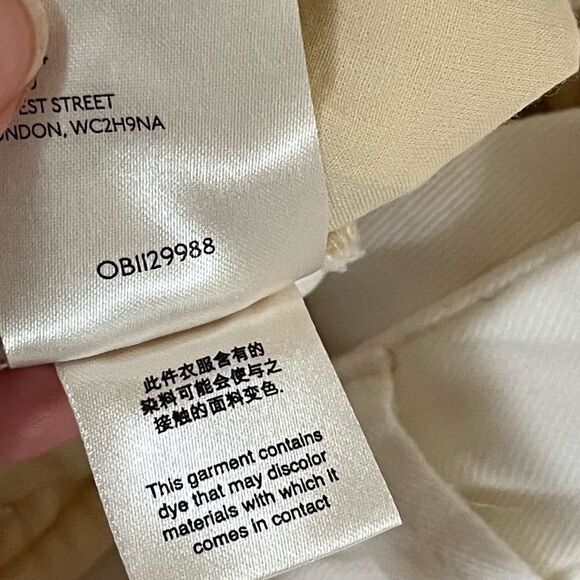 EST STREET
NDON, WC2H9NA
OB1129988
此件衣服含有的
染料可能会使与之
接触的面料变色.
This garment contains
dye that may discolor
materials with which it
comes in contact